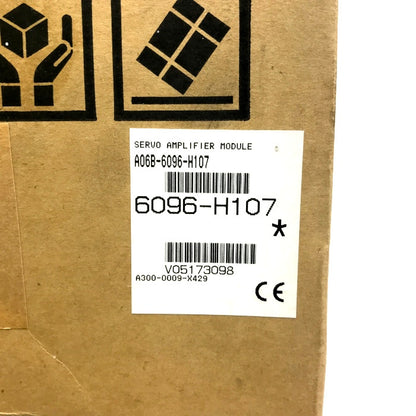 SERVO AMPLIFIER MODULE
A06B-6096-H107
6096-H107
*
V05173098
A300-0009-X429
CE